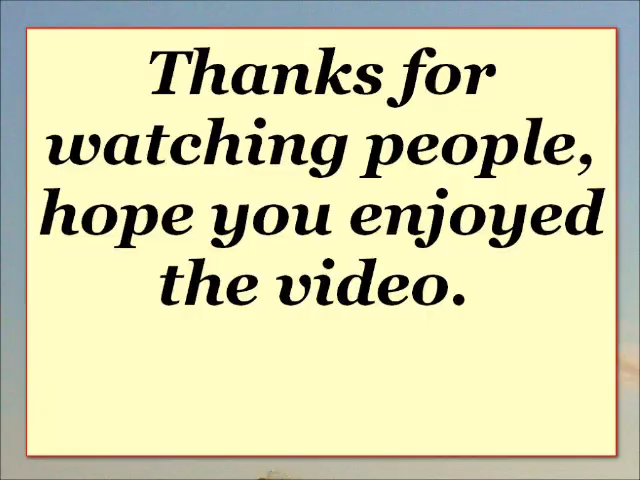 Thanks for
watching people,
hope you enjoyed
the video.